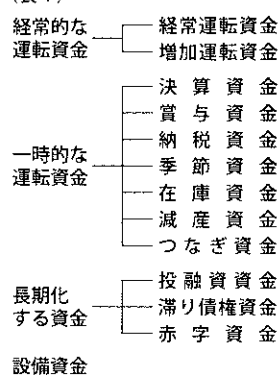 経常的な
運転資金
経常運転資金
増加運転資金
一時的な
運転資金
決算資金
賞与資金
納税資金
季節資金
在庫資金
減産資金
つなぎ資金
長期化
する資金
投融資資金
滞り債権資金
赤字資金
設備資金